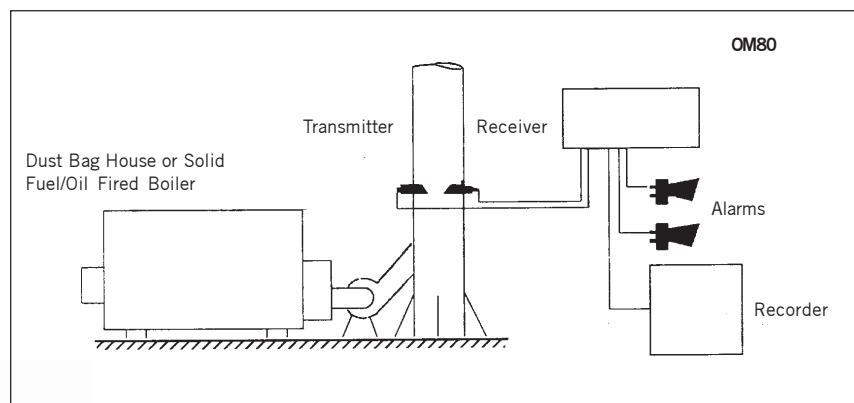 OM80
Transmitter
Receiver
Dust Bag House or Solid
Fuel/Oil Fired Boiler
Alarms
Recorder